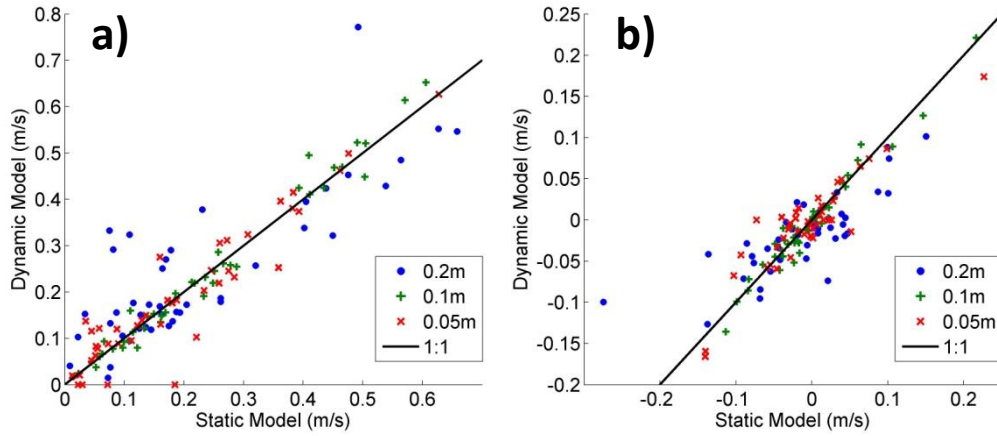 a)
0.8
0.7
0.6
0.5
0.4
0.3
0.2
0.1
0
Dynamic Model (m/s)
0 0.1 0.2 0.3 0.4 0.5 0.6
Static Model (m/s)
0.2m
0.1m
0.05m
1:1
b)
0.25
0.2
0.15
0.1
0.05
0
-0.05
-0.1
-0.15
-0.2
Dynamic Model (m/s)
-0.2 -0.1 0 0.1 0.2
Static Model (m/s)
0.2m
0.1m
0.05m
1:1